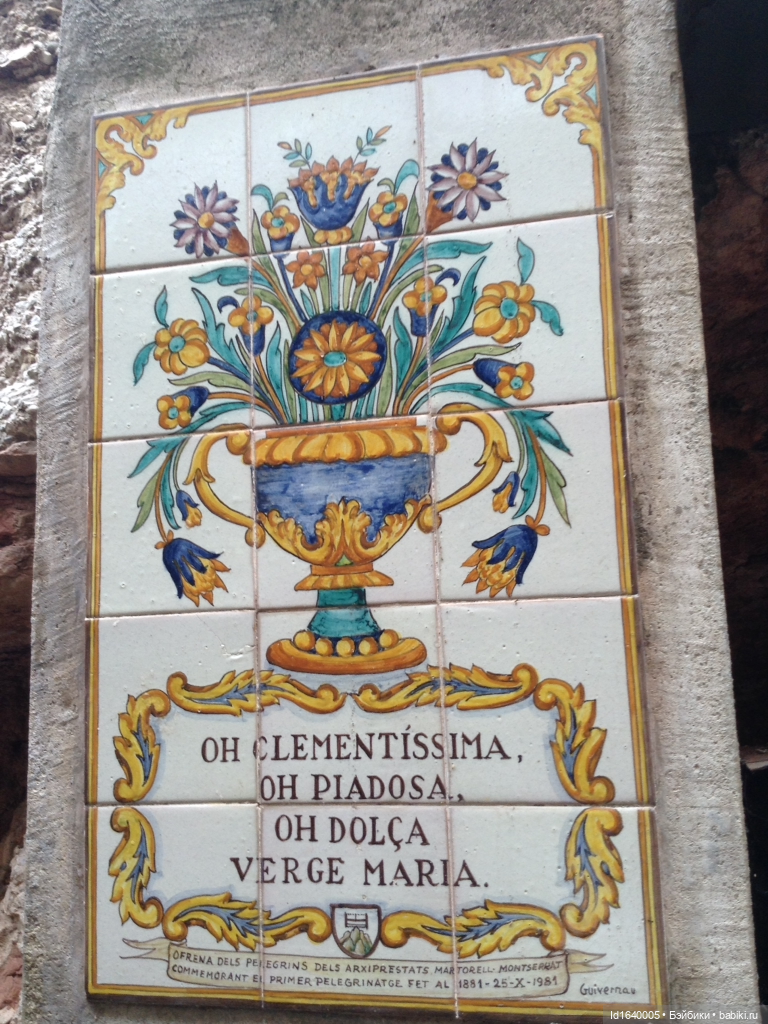 OH CLEMENTÍSSIMA,
OH PIADOSA,
OH DOLÇA
VERGE MARIA.
OFRENA DELS PELEGRINS DELS ARXIPRESTATS MARTORELL-MONTSERRAT
COMMEMORANT EL PRIMER PELEGRINATGE FET AL 1881-25-X-1981
Guivernau
Id1640005 • Бэйбики • babiki.ru